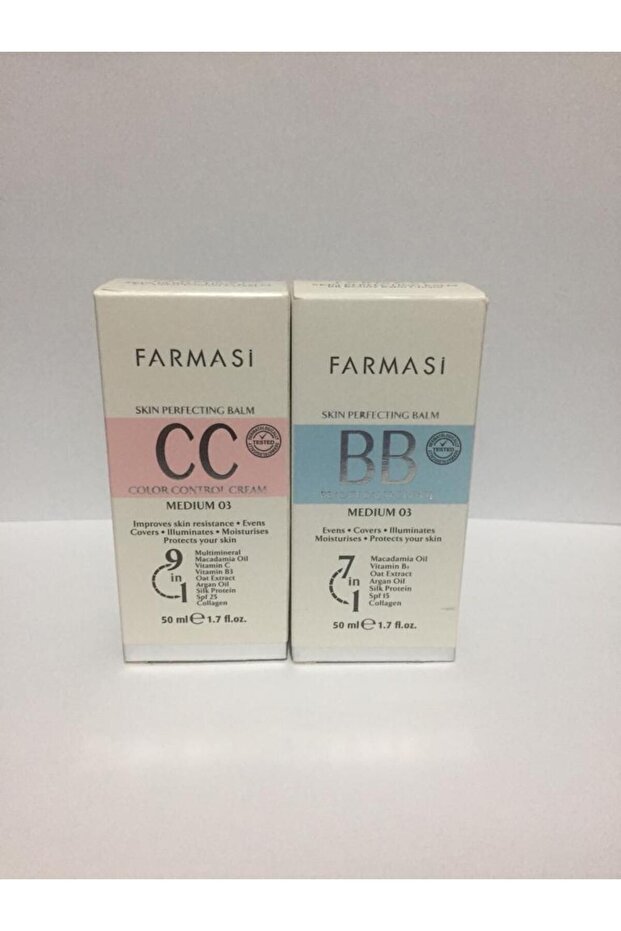 FARMASi
SKIN PERFECTING BALM
CC
TESTED
COLOR CONTROL CREAM
MEDIUM 03
Improves skin resistance • Evens
Covers • Illuminates • Moisturises
Protects your skin
9 in 1
Multimineral
Macadamia Oil
Vitamin C
Vitamin B3
Oat Extract
Argan Oil
Silk Protein
Spf 25
Collagen
50 ml e 1.7 fl.oz.
FARMASi
SKIN PERFECTING BALM
BB
TESTED
MEDIUM 03
Evens • Covers • Illuminates
Moisturises • Protects your skin
7 in 1
Macadamia Oil
Vitamin B3
Oat Extract
Argan Oil
Silk Protein
Spf 15
Collagen
50 ml e 1.7 fl.oz.